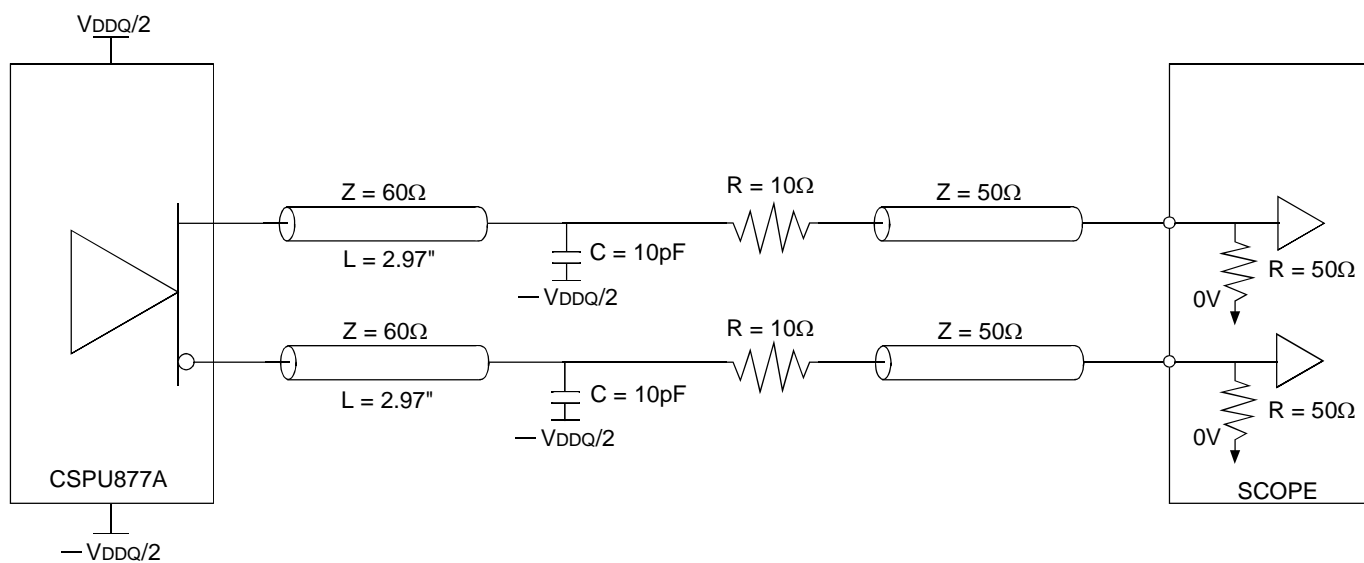 VDDQ/2
Z = 60Ω
R = 10Ω
Z = 50Ω
L = 2.97"
C = 10pF
R = 50Ω
– VDDQ/2
0V
Z = 60Ω
R = 10Ω
Z = 50Ω
L = 2.97"
C = 10pF
R = 50Ω
– VDDQ/2
0V
CSPU877A
SCOPE
– VDDQ/2